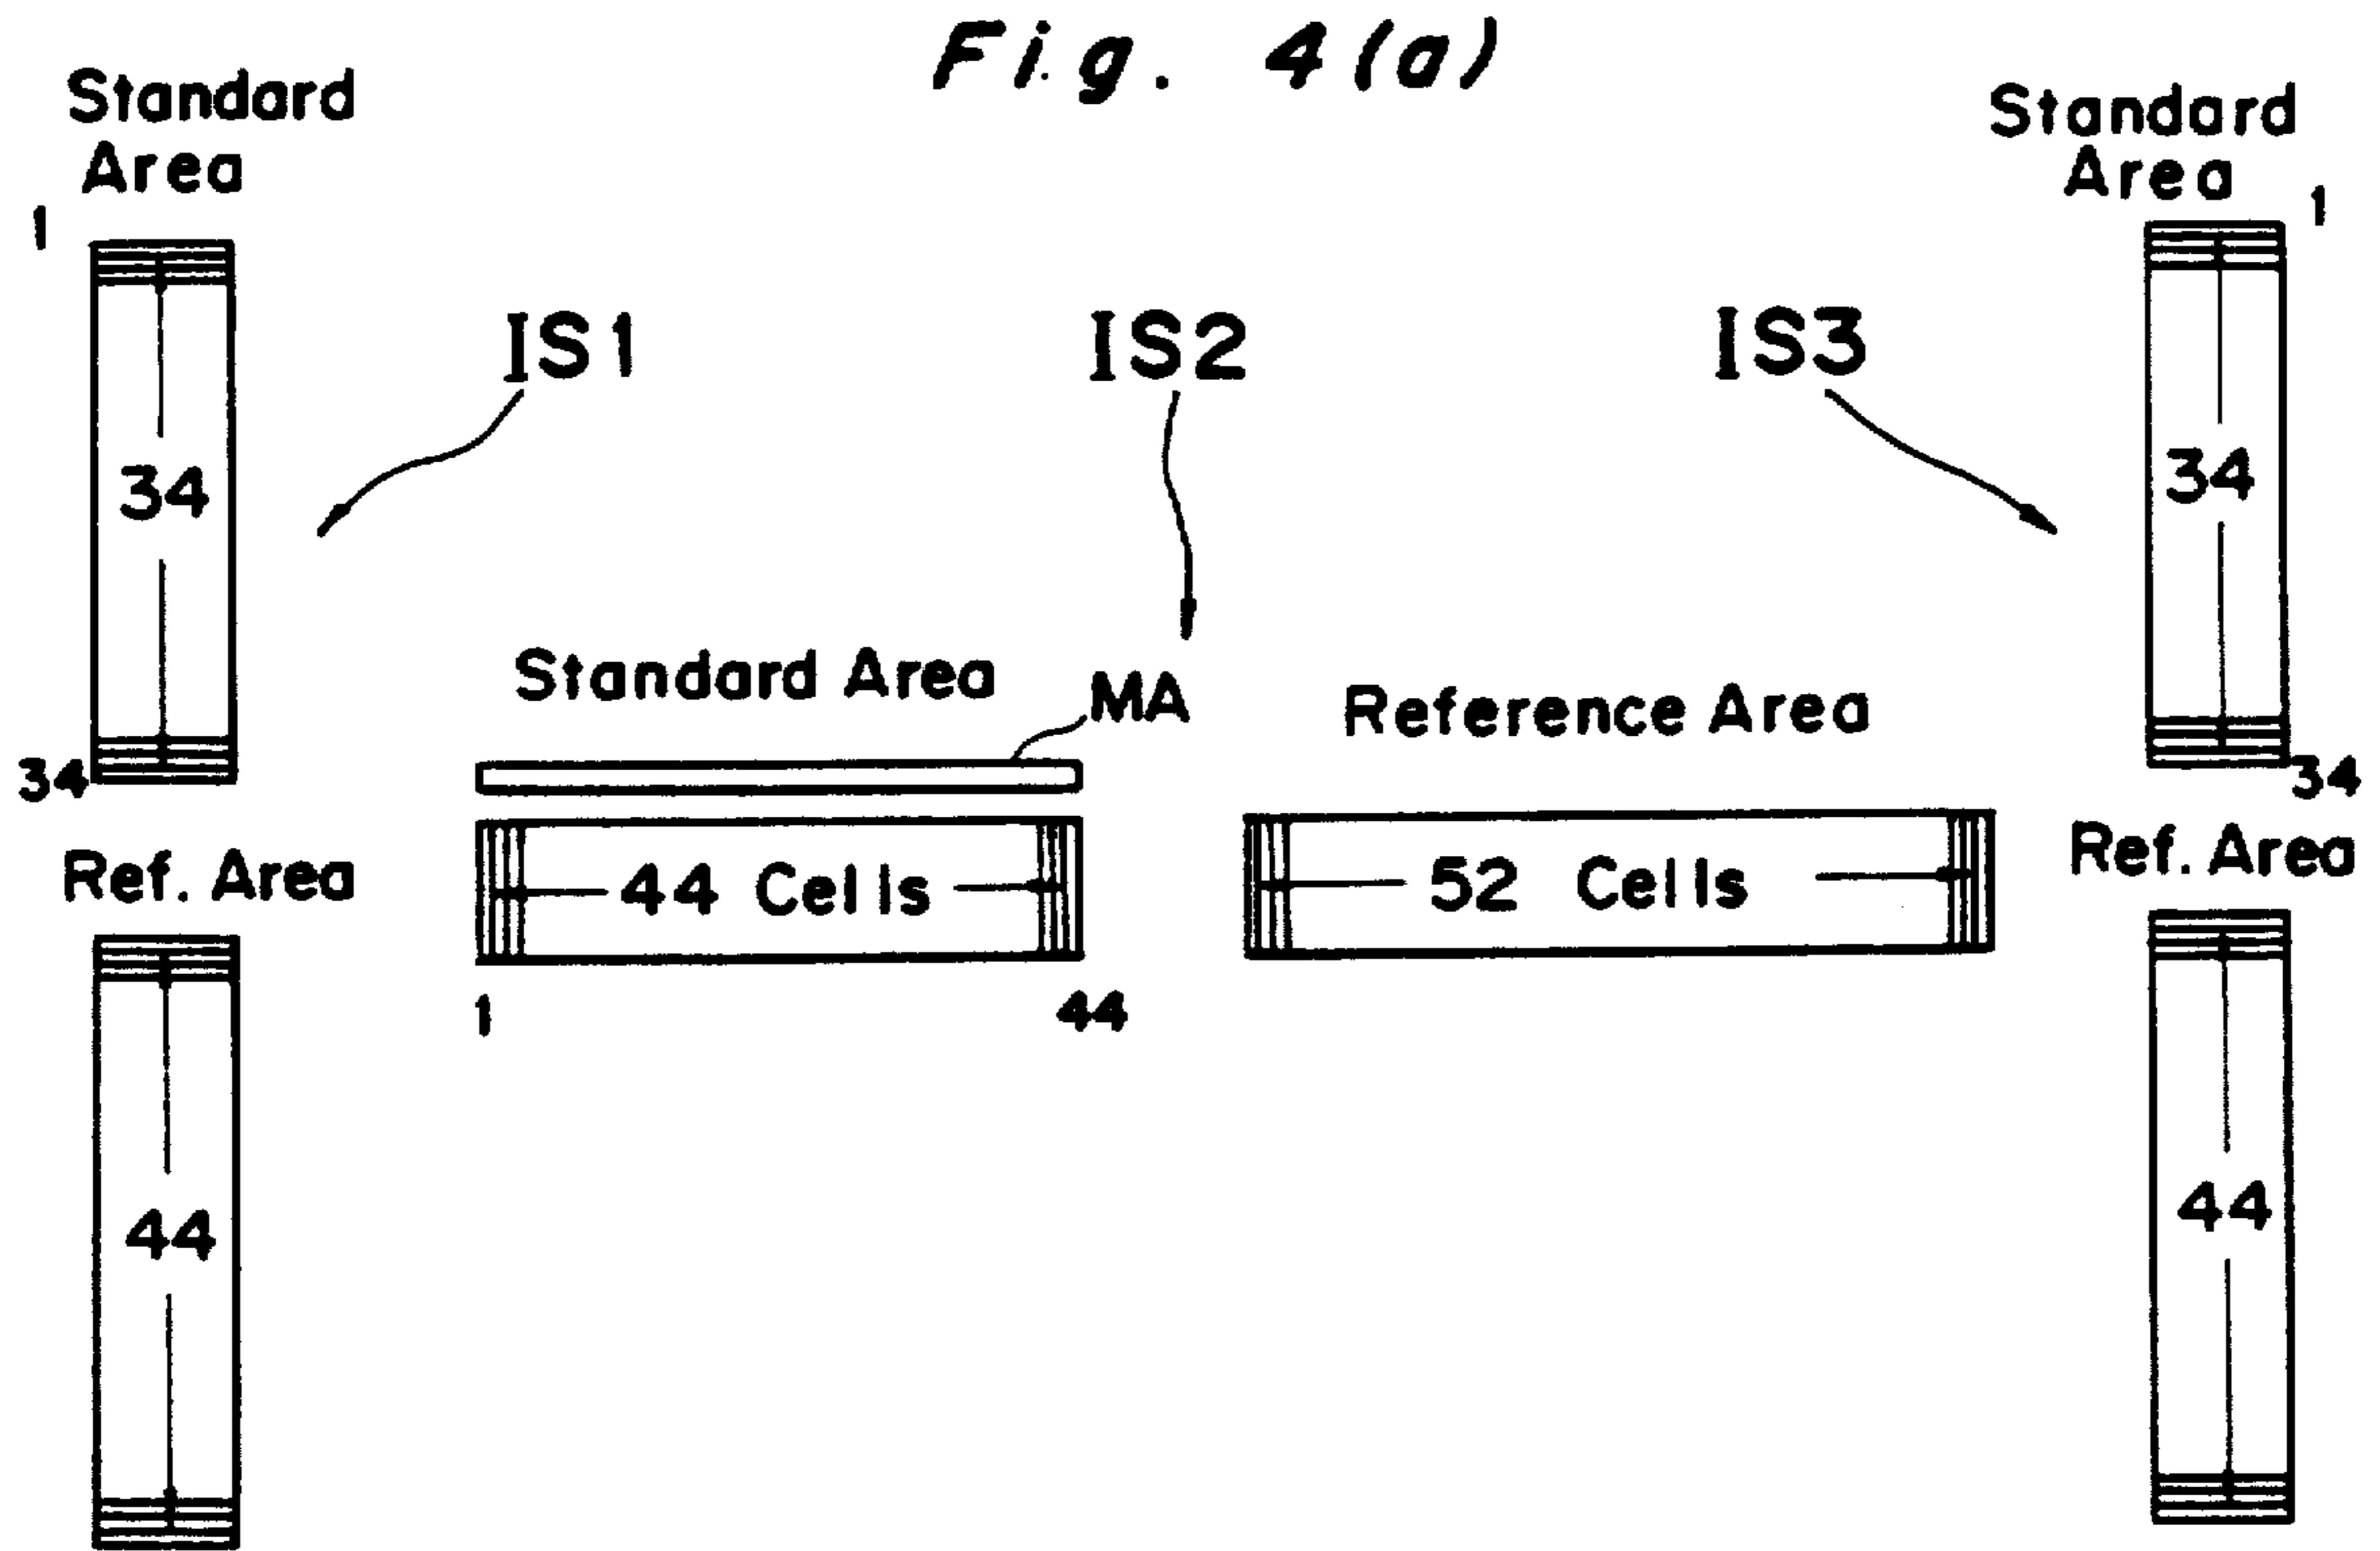 Fig. 4(a)
Standard
Area
1
34
34
Ref. Area
44
IS1
IS2
IS3
Standard Area
MA
44 Cells
1
44
Reference Area
52 Cells
Standard
Area
1
34
34
Ref. Area
44